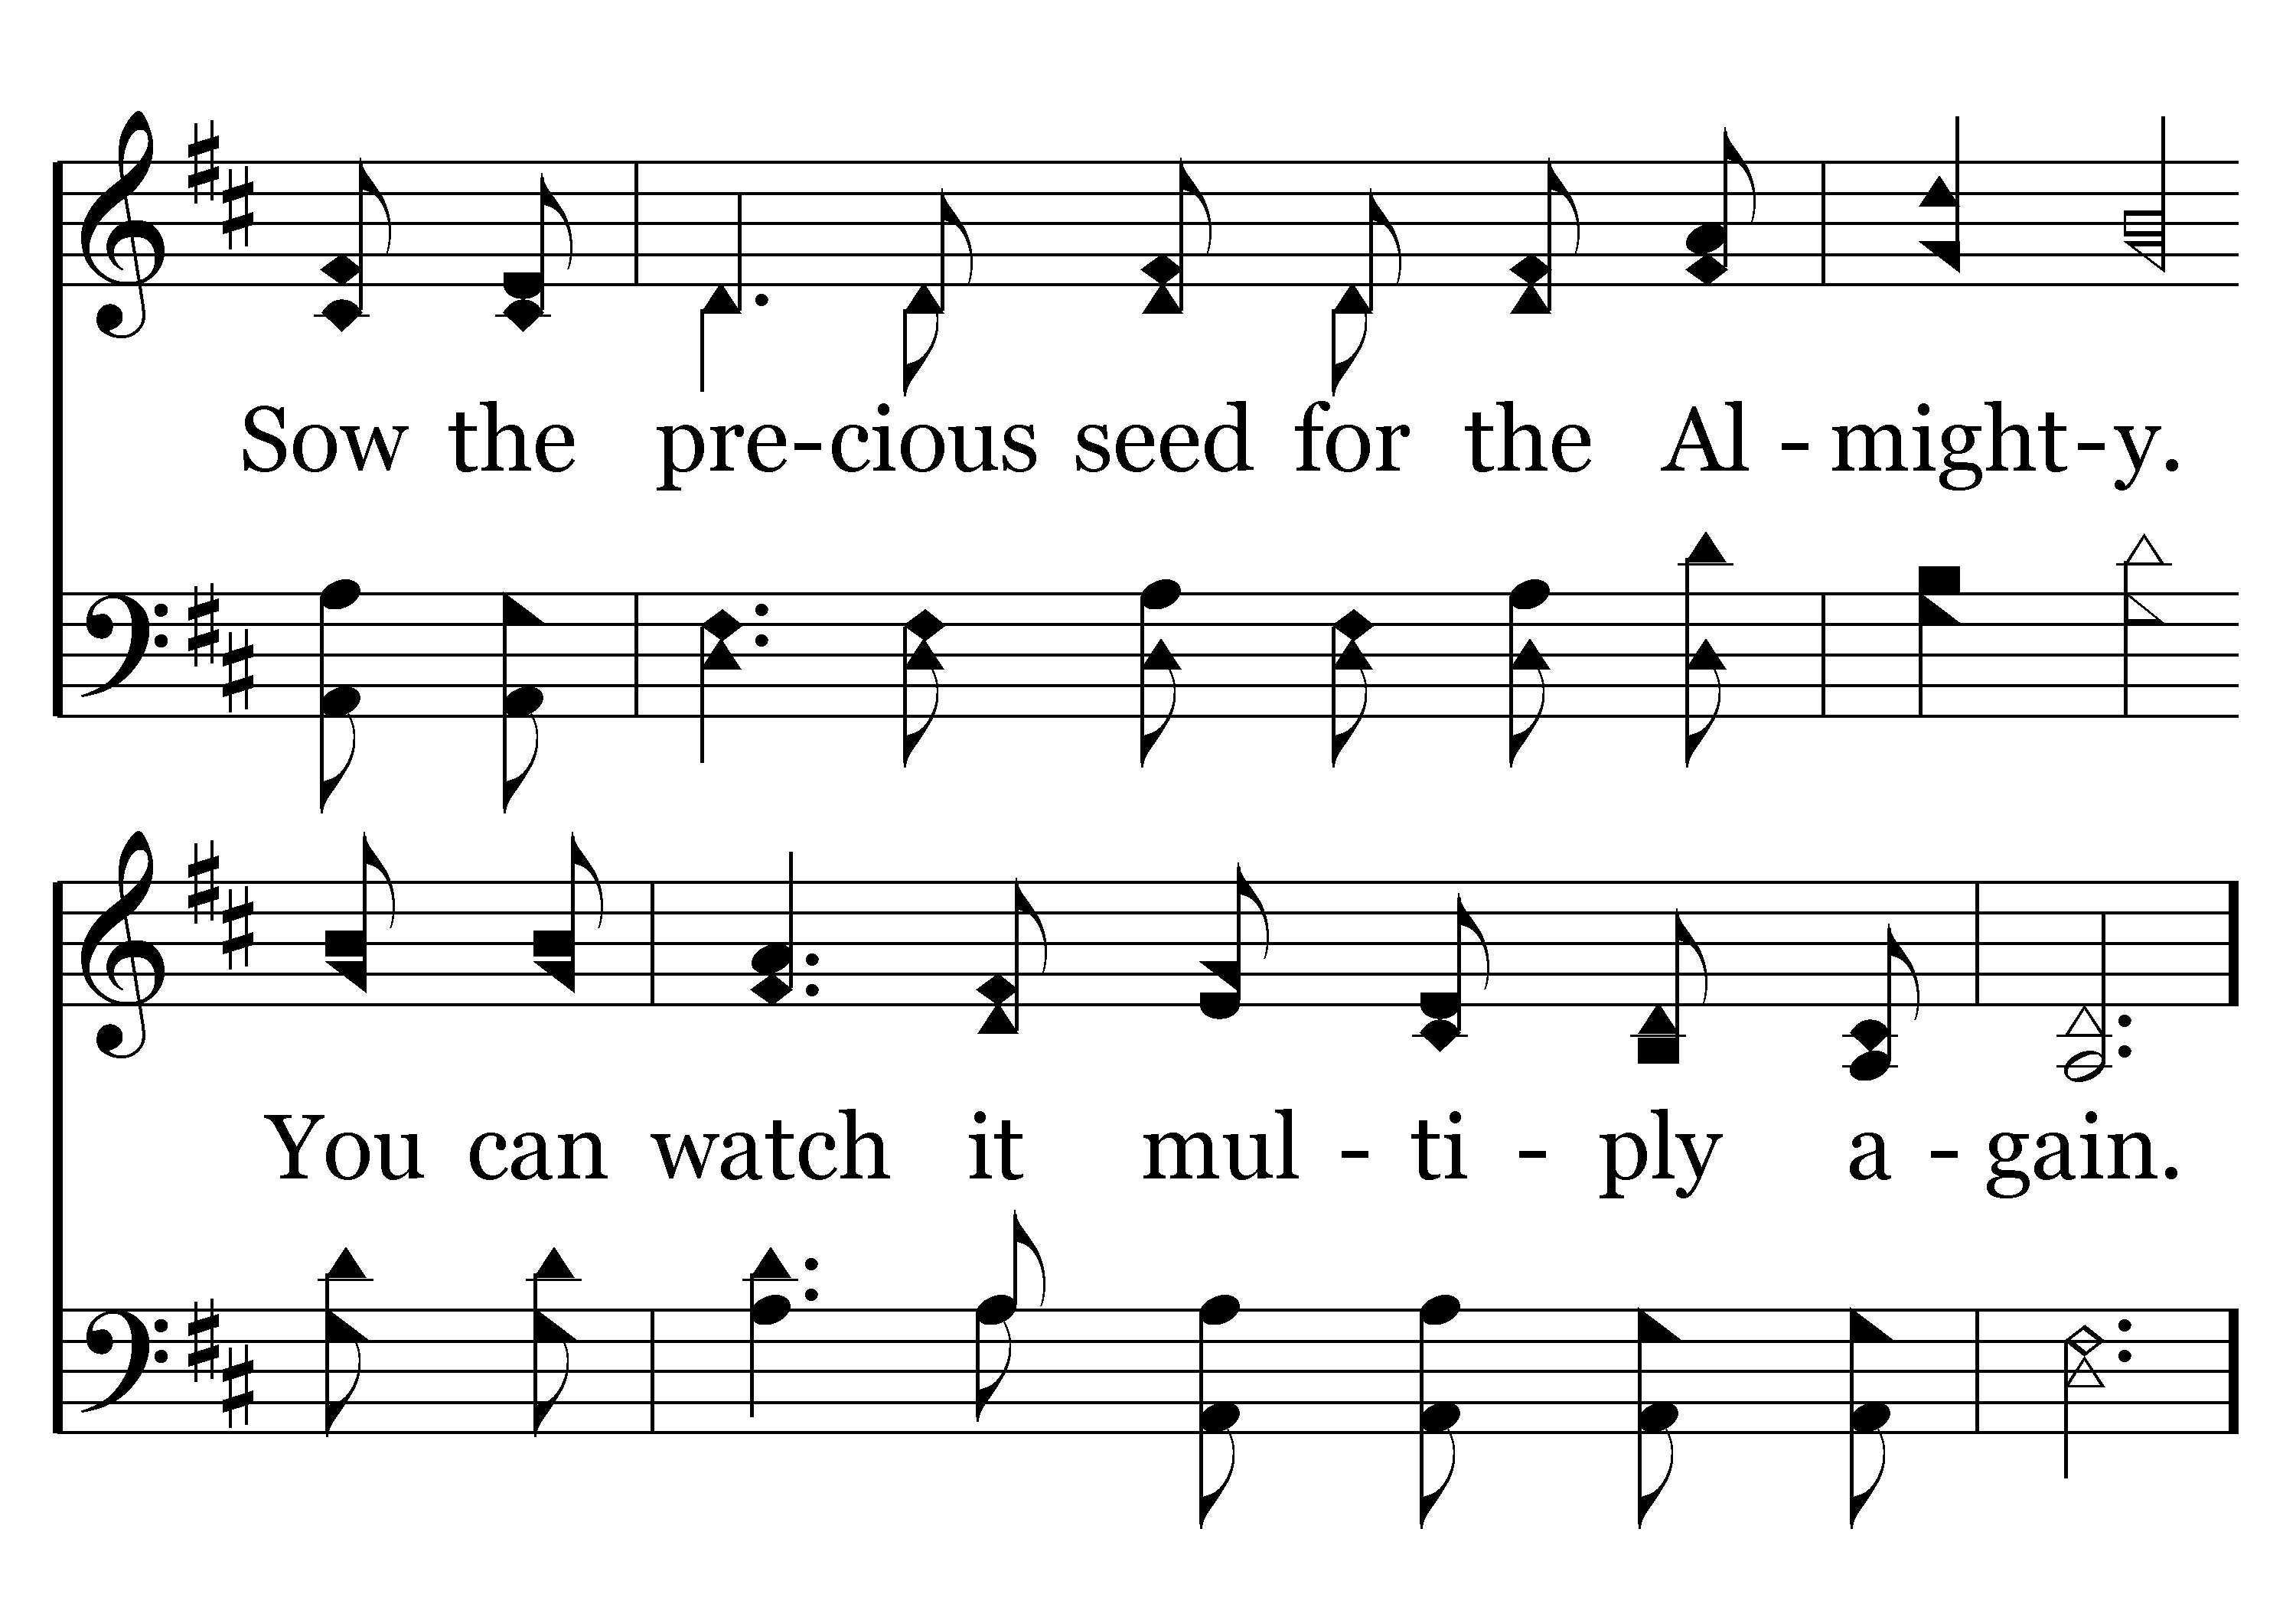 Sow the pre-cious seed for the Al - might-y.
You can watch it mul - ti - ply a - gain.